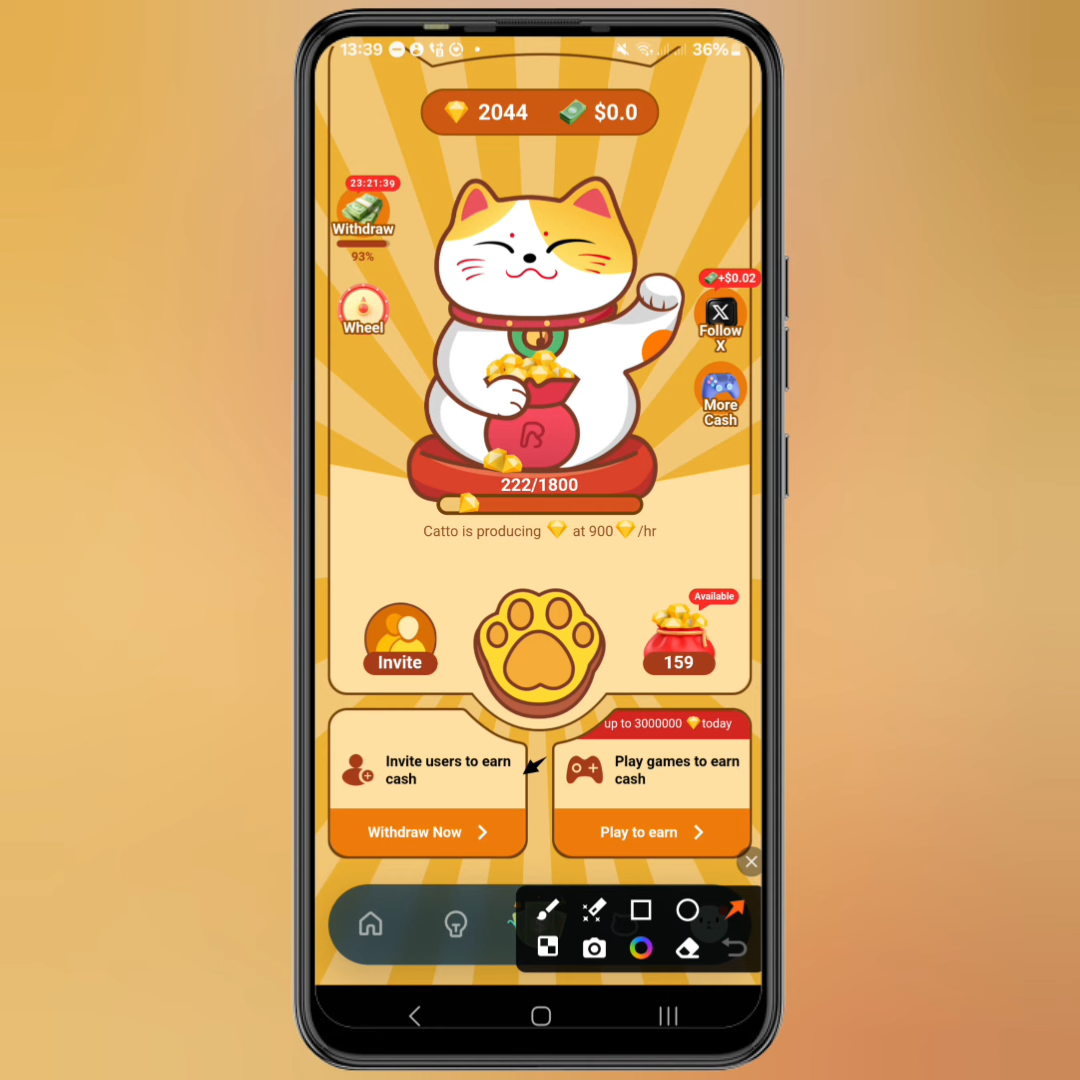 13:39
36%
2044
$0.0
23:21:39
Withdraw
93%
Wheel
+$0.02
Follow
X
More
Cash
222/1800
Catto is producing at 900 /hr
Available
Invite
159
up to 3000000 today
Invite users to earn
cash
Play games to earn
cash
Withdraw Now
Play to earn